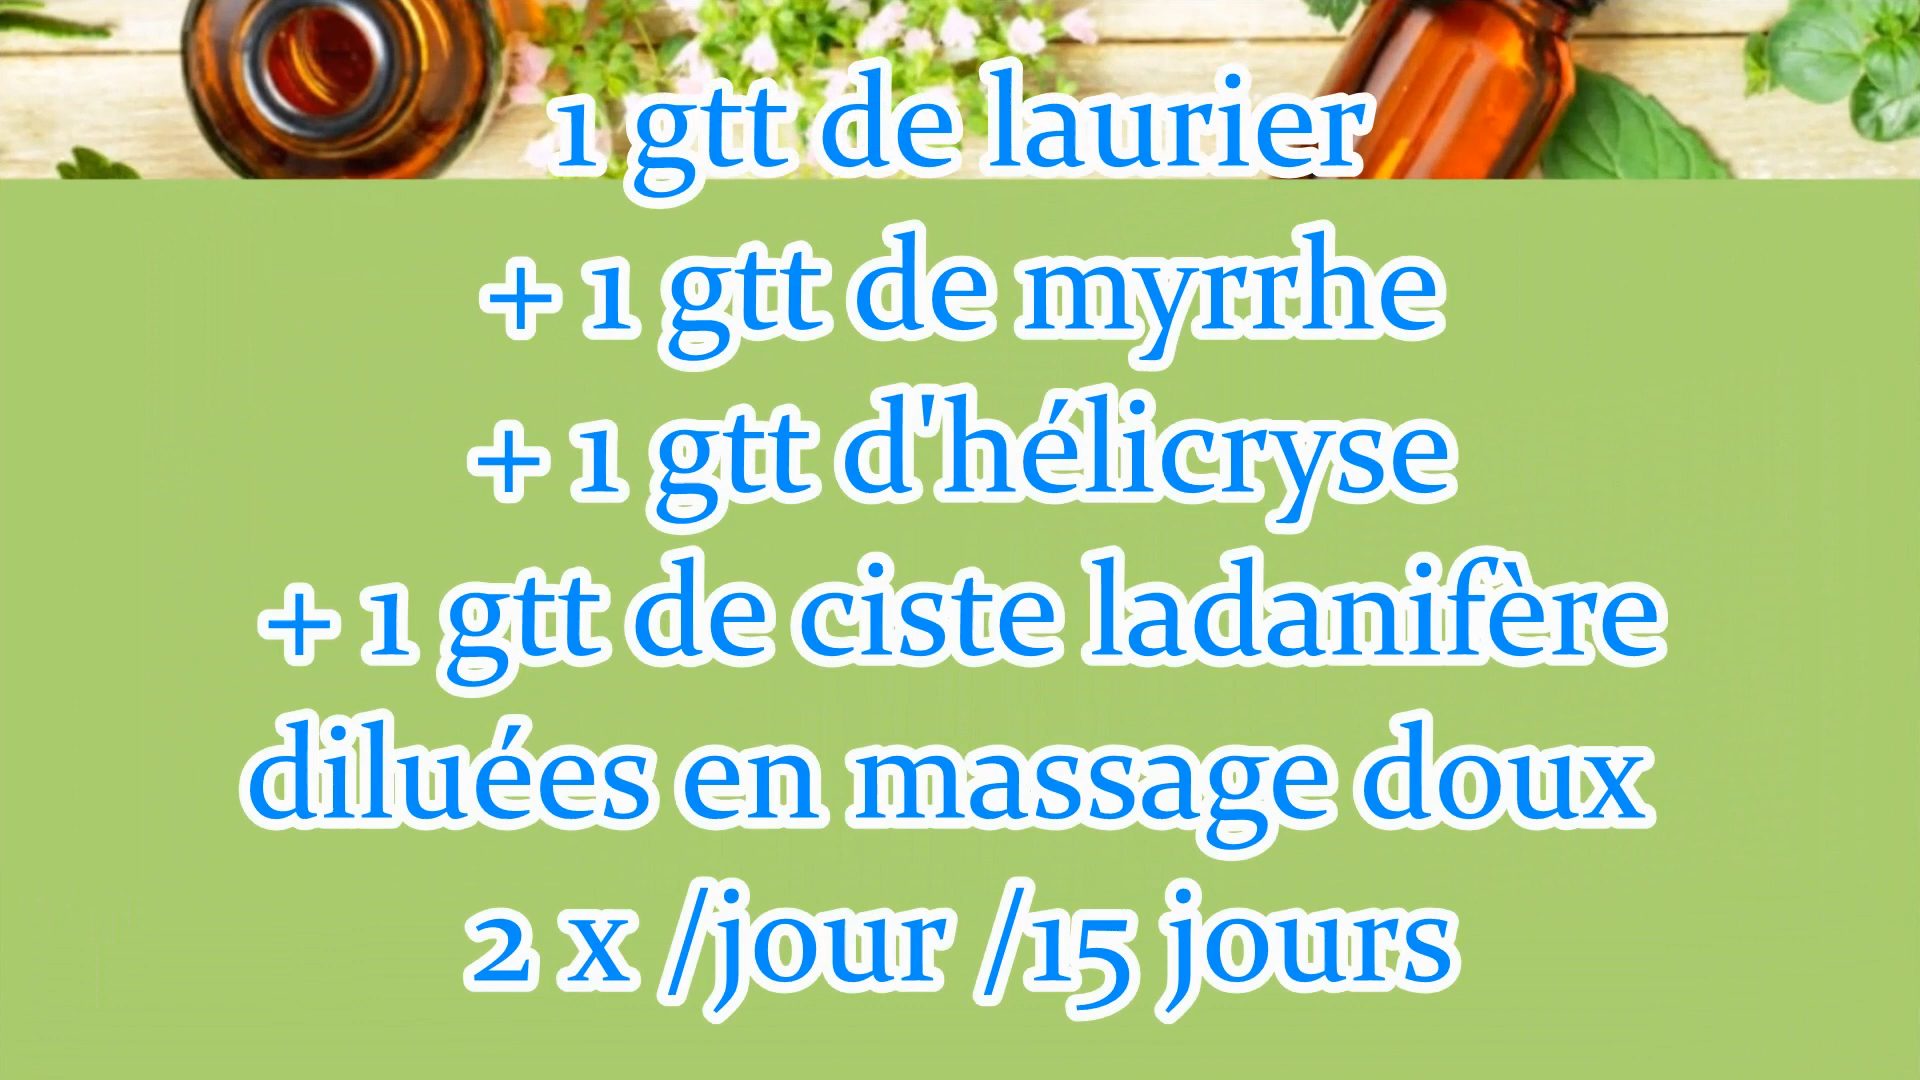 1 gtt de laurier
+ 1 gtt de myrrhe
+ 1 gtt d'hélicryse
+ 1 gtt de ciste ladanifère
diluées en massage doux
2 x /jour /15 jours